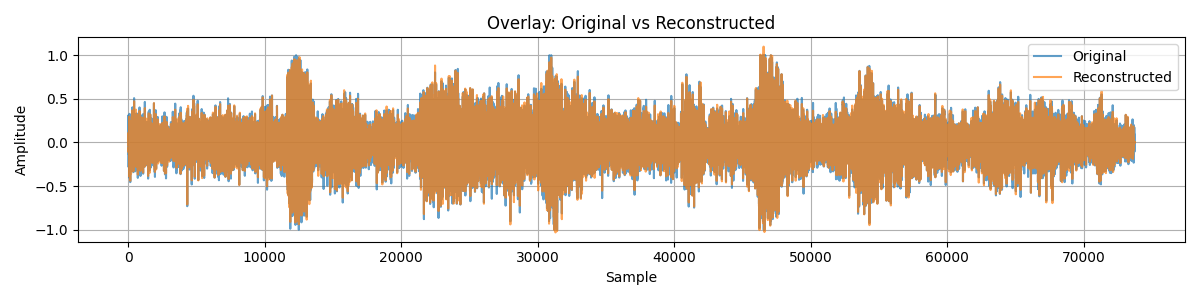 Overlay: Original vs Reconstructed
Original
Reconstructed
1.0
0.5
0.0
−0.5
−1.0
Amplitude
0 10000 20000 30000 40000 50000 60000 70000
Sample